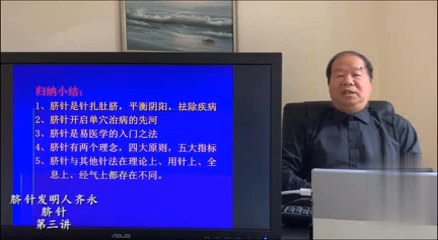 归纳小结：
1、脐针是针扎肚脐，平衡阴阳，祛除疾病
2、脐针开启单穴治病的先河
3、脐针是易医学的入门之法
4、脐针有两个理念，四大原则，五大指标
5、脐针与其他针法在理论上、用针上、全
息上、经气上都存在不同。
脐针发明人齐永
脐针
第三讲
ASUS